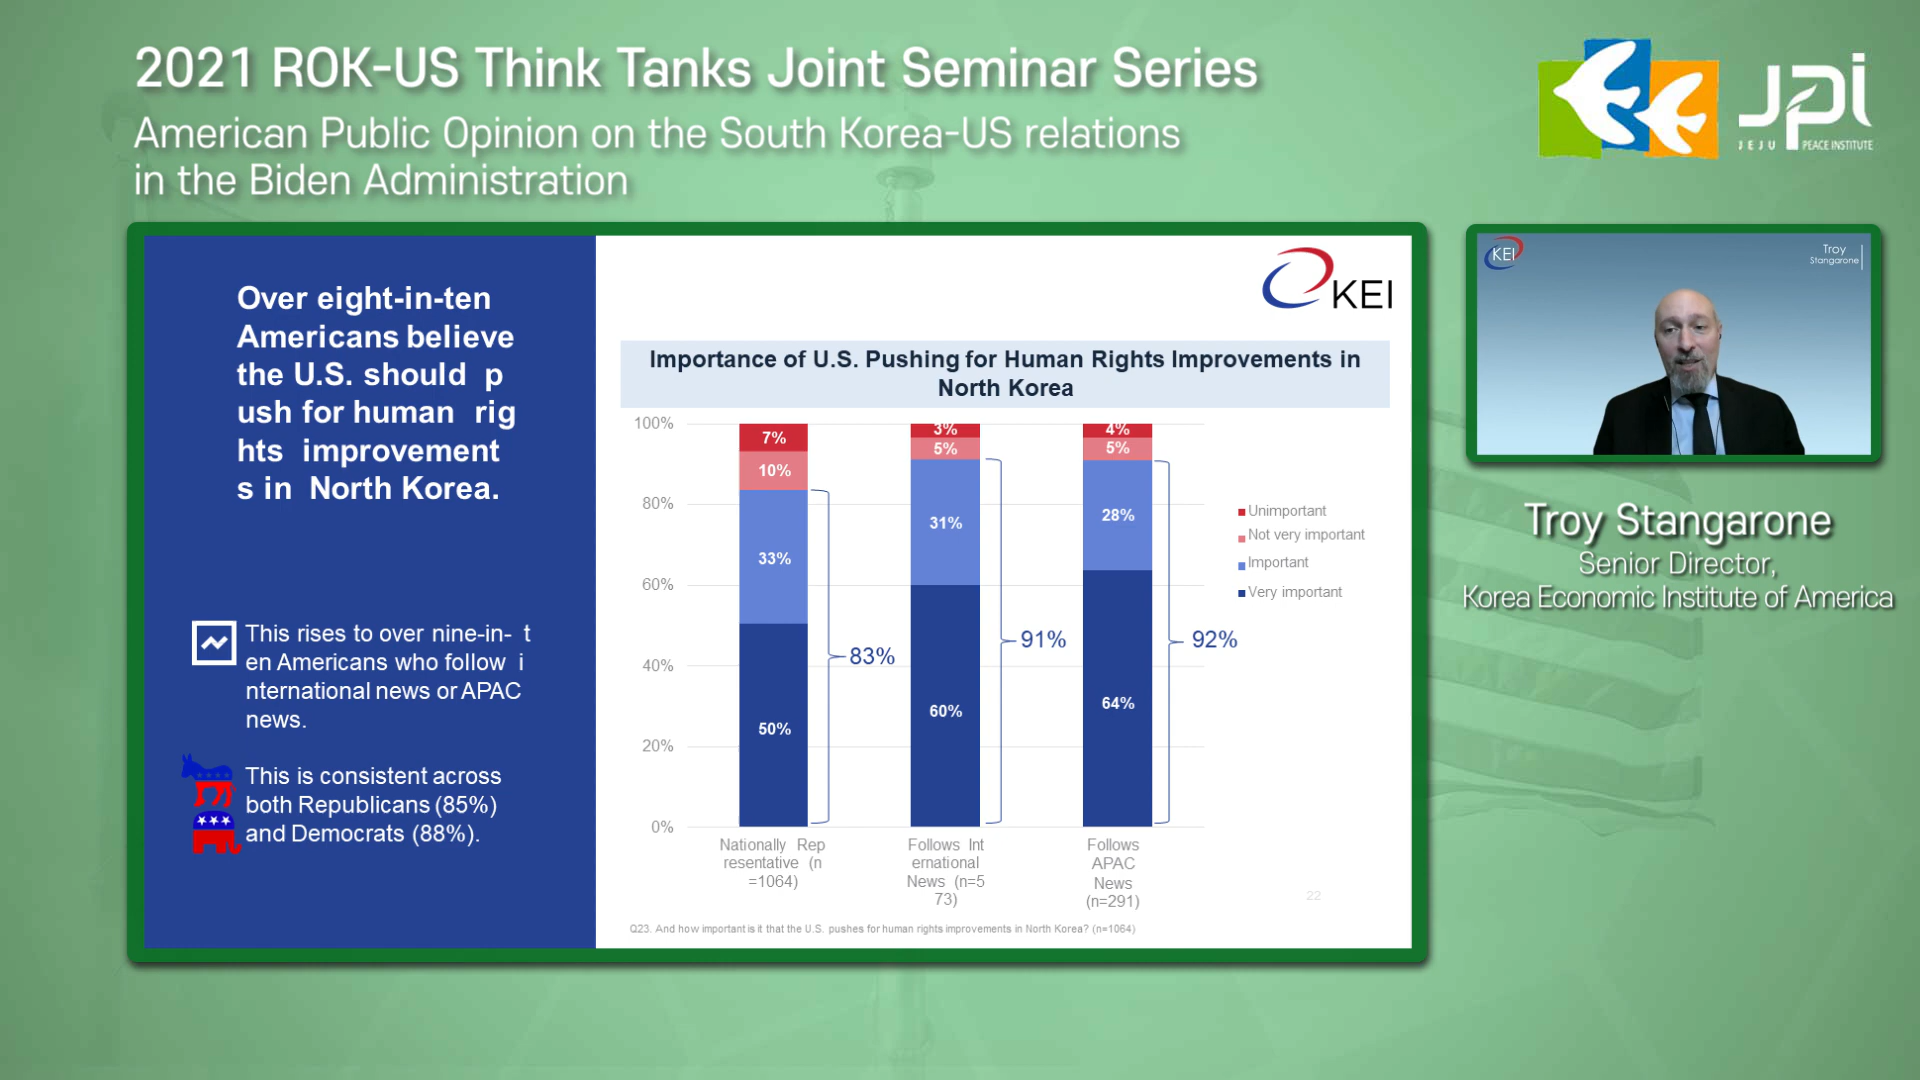 2021 ROK-US Think Tanks Joint Seminar Series
American Public Opinion on the South Korea-US relations
in the Biden Administration
JPI
JEJU PEACE INSTITUTE
Over eight-in-ten
Americans believe
the U.S. should p
ush for human rig
hts improvement
s in North Korea.
This rises to over nine-in- t
en Americans who follow i
nternational news or APAC
news.
This is consistent across
both Republicans (85%)
and Democrats (88%).
KEI
Importance of U.S. Pushing for Human Rights Improvements in
North Korea
100%
80%
60%
40%
20%
0%
7%
10%
33%
50%
83%
3%
5%
31%
60%
91%
4%
5%
28%
64%
92%
Unimportant
Not very important
Important
Very important
Nationally Rep
resentative (n
=1064)
Follows Int
ernational
News (n=5
73)
Follows
APAC
News
(n=291)
22
Q23. And how important is it that the U.S. pushes for human rights improvements in North Korea? (n=1064)
KEI
Troy
Stangarone
Troy Stangarone
Senior Director,
Korea Economic Institute of America